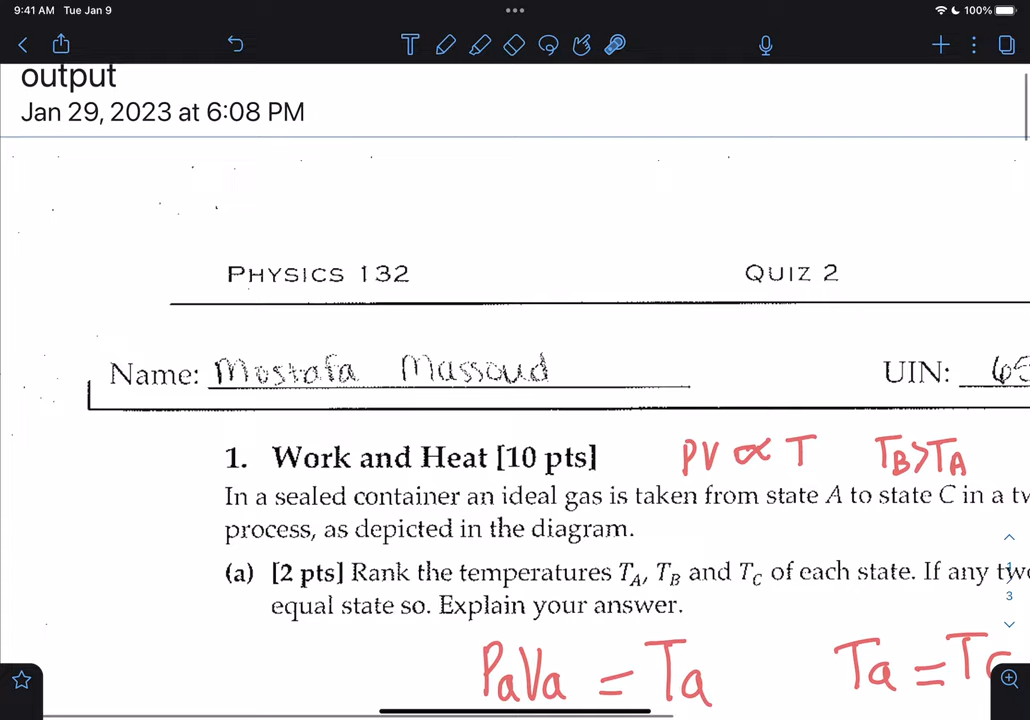 9:41 AM Tue Jan 9
100%
output
Jan 29, 2023 at 6:08 PM
PHYSICS 132 QUIZ 2
Name: Mostafa Massoud UIN:
1. Work and Heat [10 pts] PV ∝ T TB>TA
In a sealed container an ideal gas is taken from state A to state C in a
process, as depicted in the diagram.
(a) [2 pts] Rank the temperatures TA, TB and TC of each state. If any
equal state so. Explain your answer.
PaVa = Ta Ta =
1
3